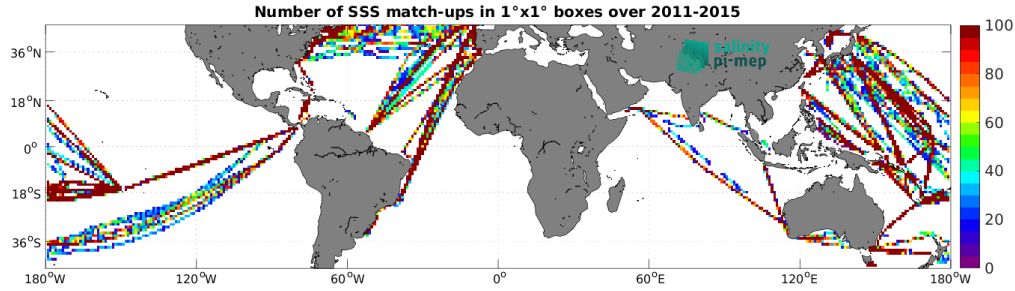 Number of SSS match-ups in 1°x1° boxes over 2011-2015
salinity
pi-mep
36°N
18°N
0°
18°S
36°S
180°W
120°W
60°W
0°
60°E
120°E
180°W
100
80
60
40
20
0